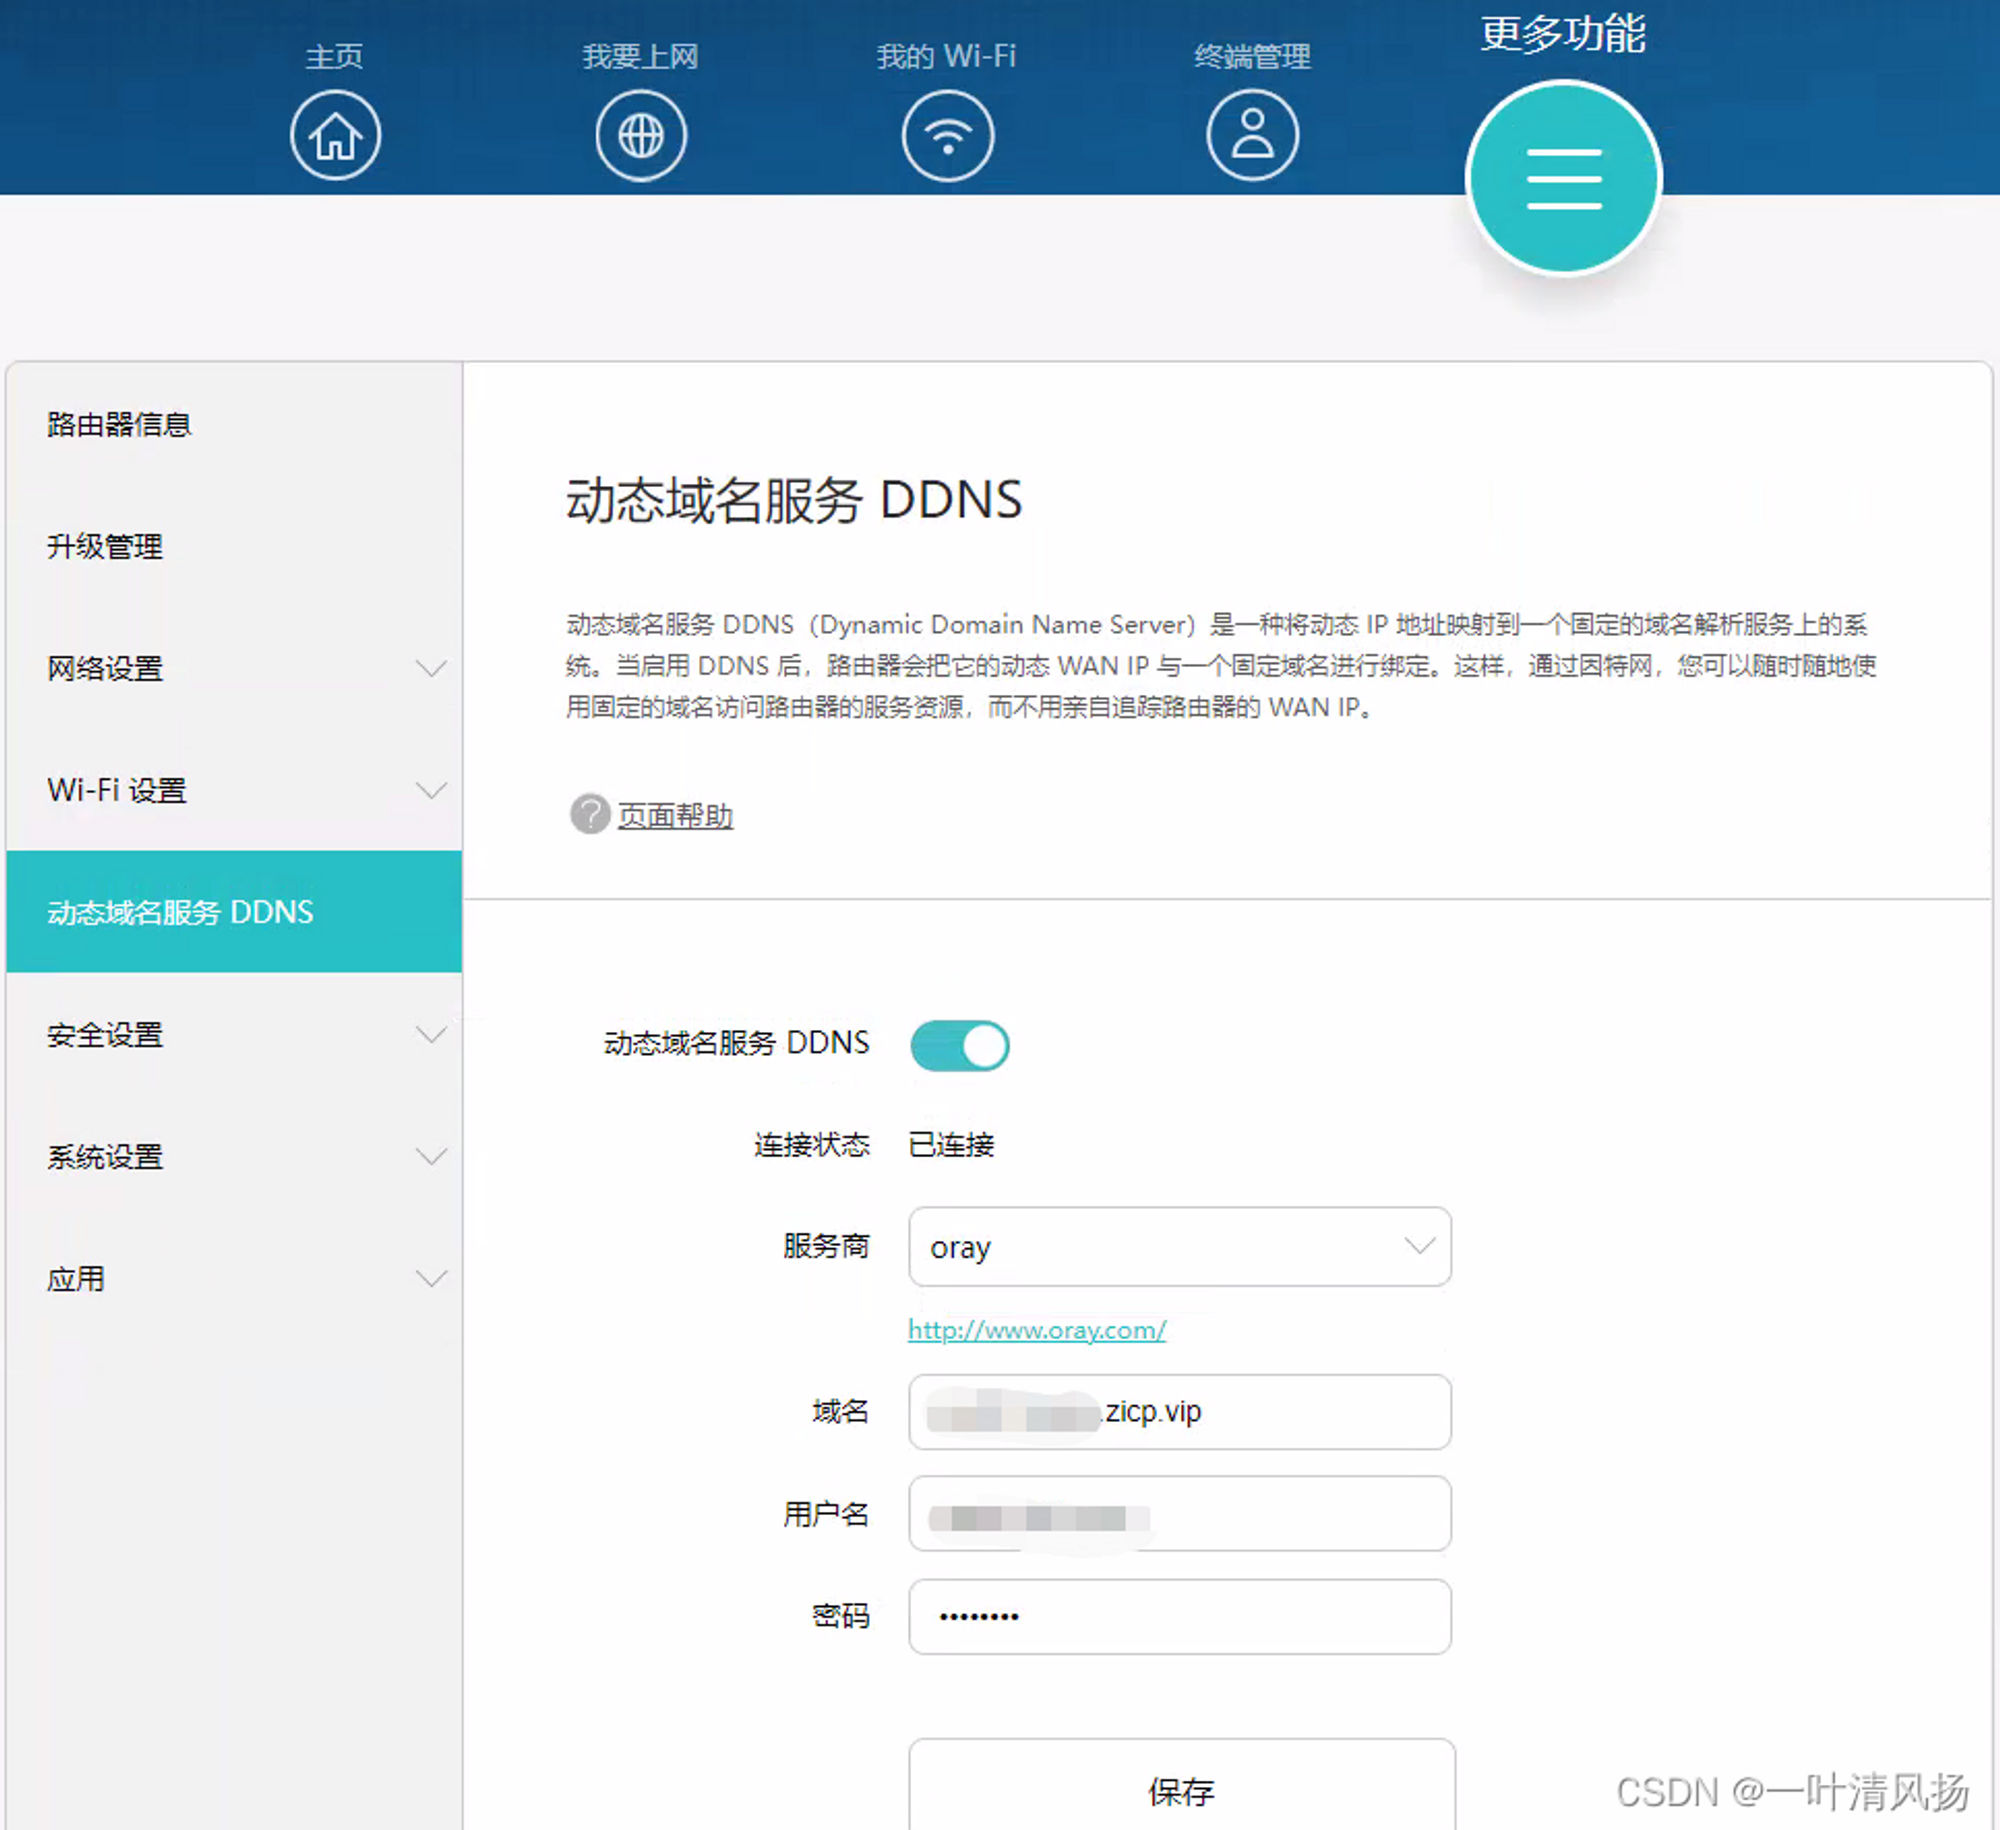 主页
我要上网
我的 Wi-Fi
终端管理
更多功能
路由器信息
升级管理
网络设置
Wi-Fi 设置
动态域名服务 DDNS
安全设置
系统设置
应用
动态域名服务 DDNS
动态域名服务 DDNS（Dynamic Domain Name Server）是一种将动态 IP 地址映射到一个固定的域名解析服务上的系
统。当启用 DDNS 后，路由器会把它的动态 WAN IP 与一个固定域名进行绑定。这样，通过因特网，您可以随时随地使
用固定的域名访问路由器的服务资源，而不用亲自追踪路由器的 WAN IP。
? 页面帮助
动态域名服务 DDNS
连接状态 已连接
服务商 oray
http://www.oray.com/
域名 .zicp.vip
用户名
密码 ••••••••
保存
CSDN @一叶清风扬